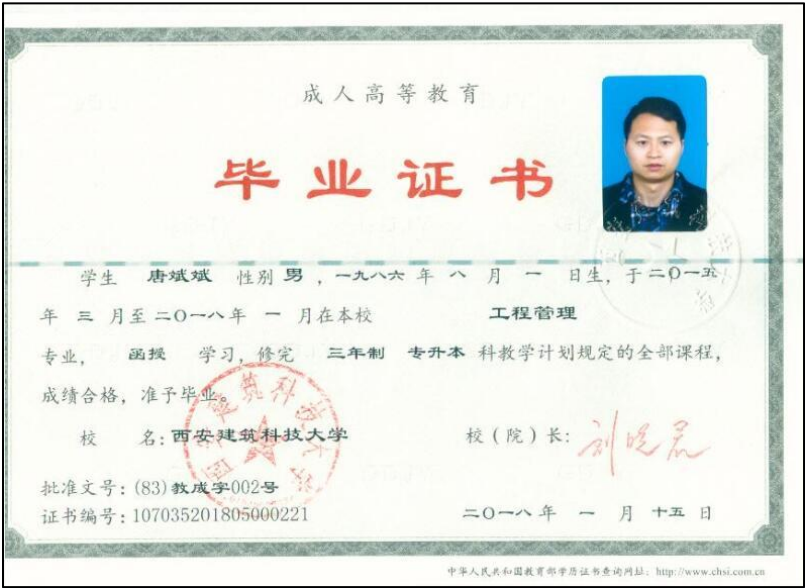 成人高等教育
毕业证书
学生 唐斌斌 性别 男 ，一九八六 年 八 月 一 日生，于二〇一五
年 三 月至二〇一八年 一 月在本校 工程管理
专业， 函授 学习，修完 三年制 专升本 科教学计划规定的全部课程，
成绩合格，准予毕业。
校 名：西安建筑科技大学 校（院）长：刘晓君
批准文号：(83)教成字002号
证书编号：107035201805000221 二〇一八 年 一 月 十五 日
中华人民共和国教育部学历证书查询网址：http://www.chsi.com.cn